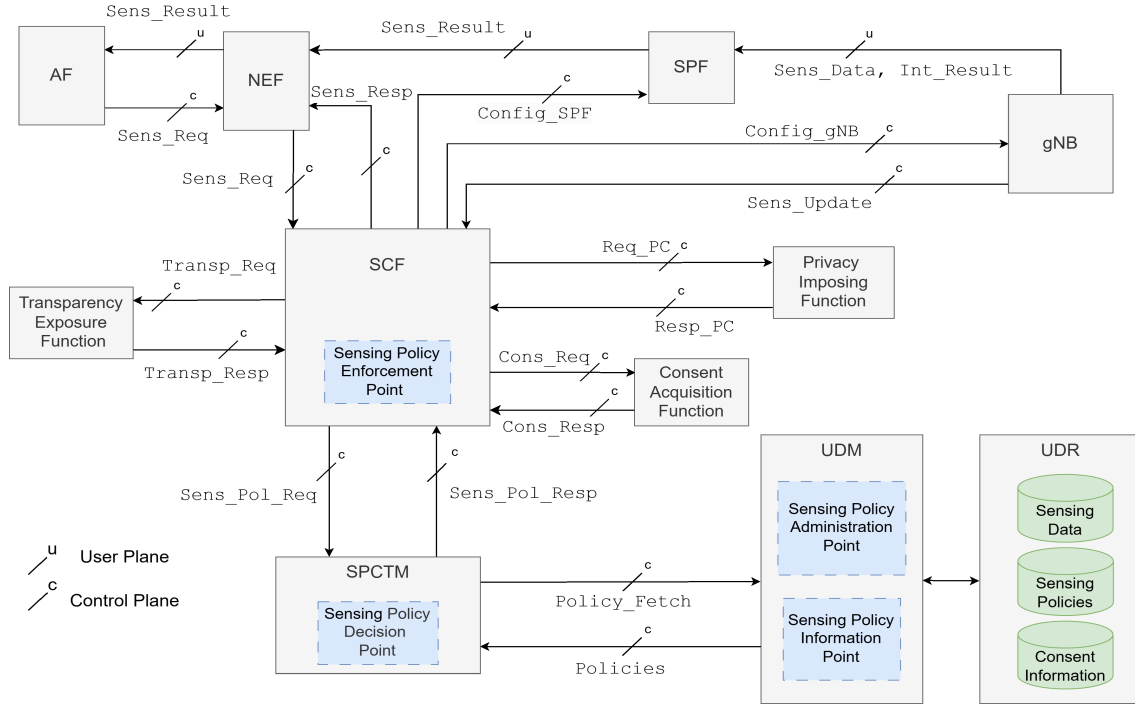 Sens_Result
u
AF
c
Sens_Req
NEF
Sens_Result
u
SPF
u
Sens_Data, Int_Result
Sens_Resp
c
c
Config_SPF
Config_gNB
c
gNB
Sens_Req
c
c
Sens_Update
SCF
Transp_Req
c
Transparency
Exposure
Function
c
Transp_Resp
Req_PC
c
Privacy
Imposing
Function
c
Resp_PC
Sensing Policy
Enforcement
Point
Cons_Req
c
Consent
Acquisition
Function
c
Cons_Resp
c
Sens_Pol_Req
c
Sens_Pol_Resp
UDM
Sensing Policy
Administration
Point
Sensing Policy
Information
Point
UDR
Sensing
Data
Sensing
Policies
Consent
Information
u
User Plane
c
Control Plane
SPCTM
Sensing Policy
Decision
Point
c
Policy_Fetch
c
Policies